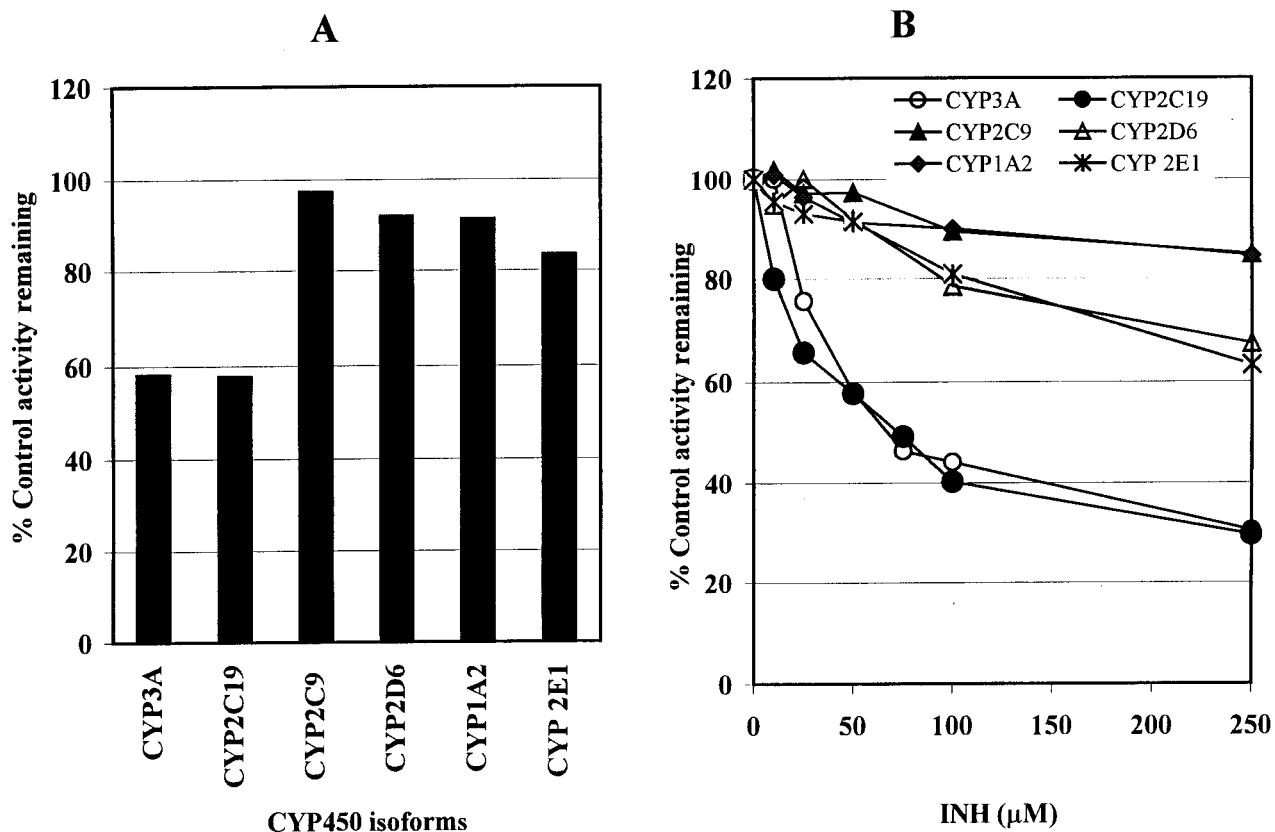 A
% Control activity remaining
120
100
80
60
40
20
0
CYP3A
CYP2C19
CYP2C9
CYP2D6
CYP1A2
CYP 2E1
CYP450 isoforms
B
% Control activity remaining
120
100
80
60
40
20
0
CYP3A CYP2C19
CYP2C9 CYP2D6
CYP1A2 CYP 2E1
0 50 100 150 200 250
INH (μM)